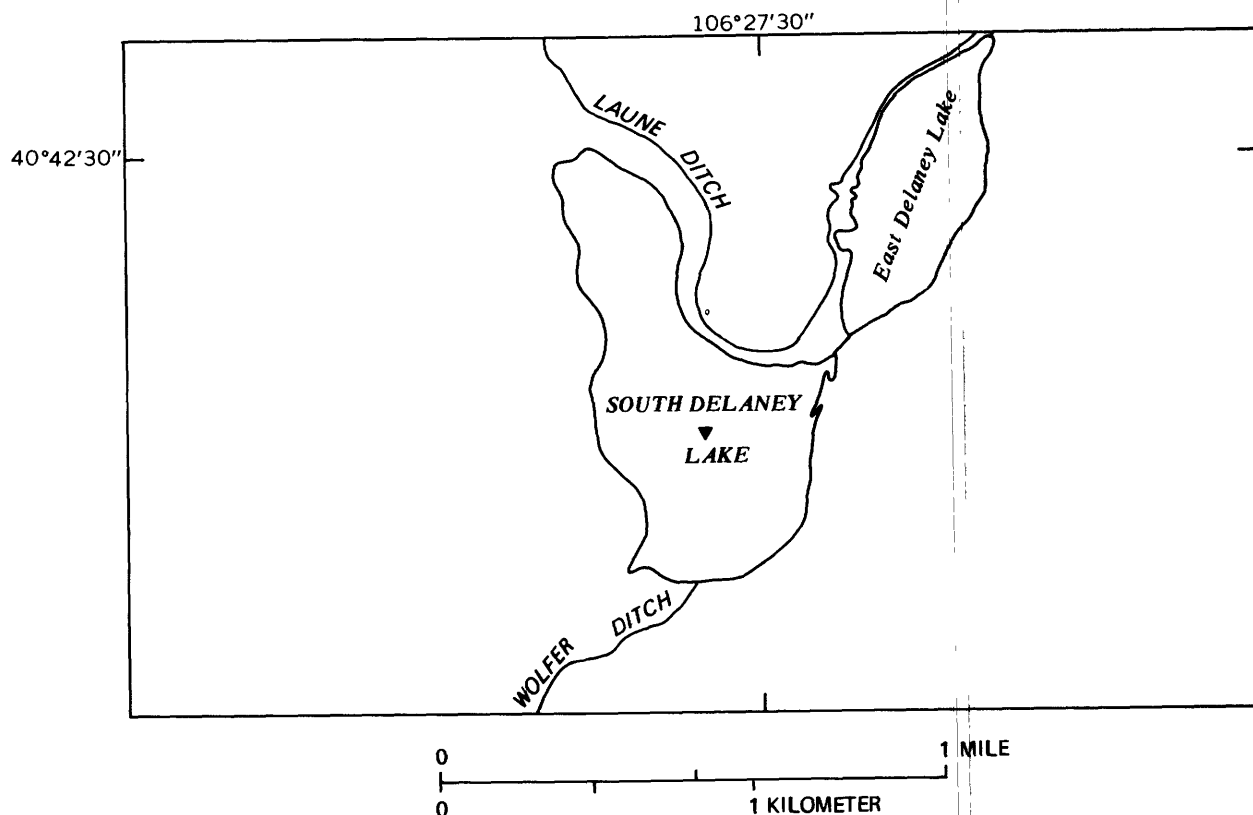 106°27'30"
40°42'30"
LAUNE
DITCH
East Delaney Lake
SOUTH DELANEY
LAKE
WOLFER
DITCH
0
1 MILE
0
1 KILOMETER